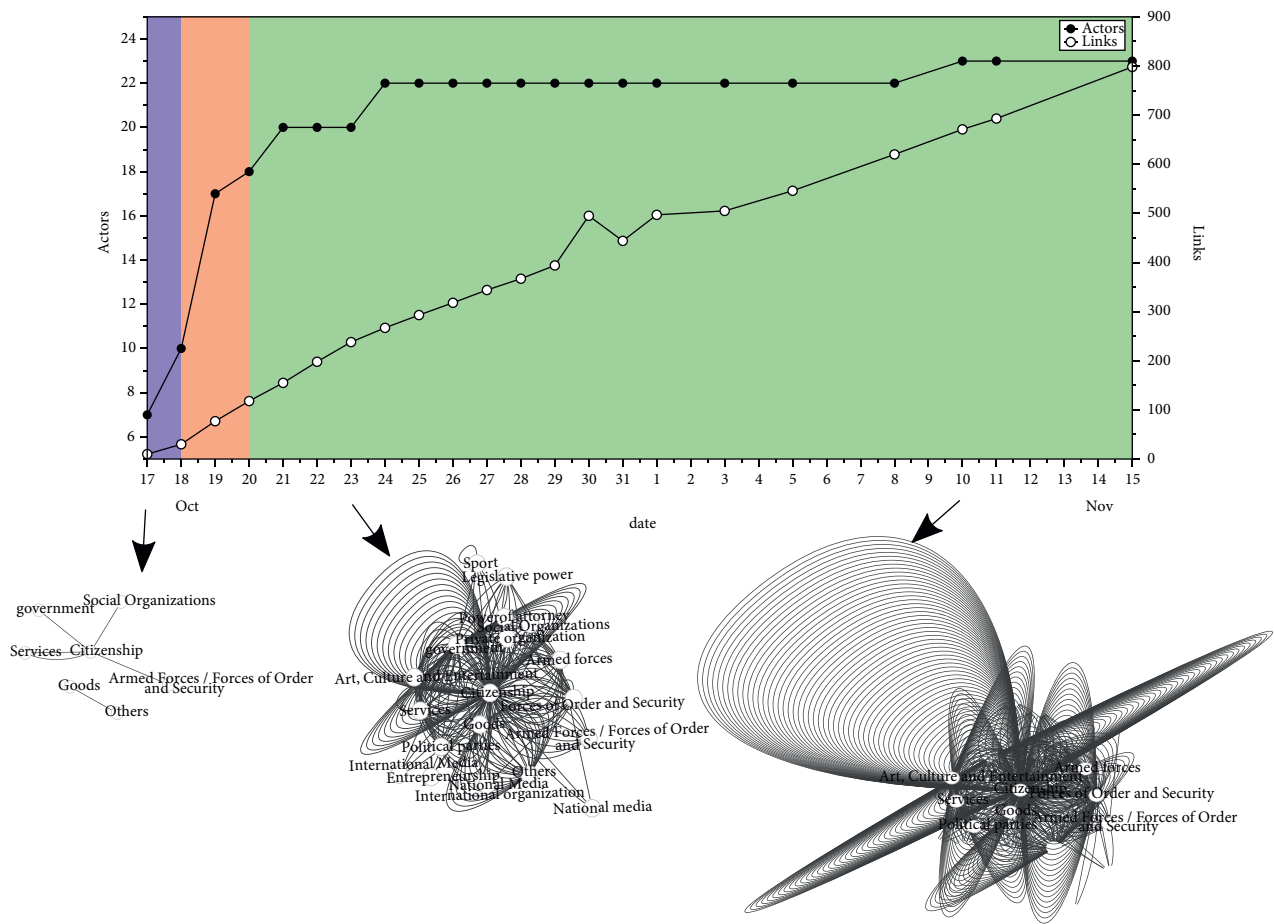 Actors
Links
24
22
20
18
16
14
12
10
8
6
Actors
900
800
700
600
500
400
300
200
100
0
Links
17 18 19 20 21 22 23 24 25 26 27 28 29 30 31 1 2 3 4 5 6 7 8 9 10 11 12 13 14 15
Oct Nov
date
Social Organizations
government
Services Citizenship
Armed Forces / Forces of Order
and Security
Goods
Others
Sport
Legislative power
Power of attorney
Social Organizations
Private organization
government
Armed forces
Art, Culture and Entertainment
Citizenship
Forces of Order and Security
Services
Goods
Armed Forces / Forces of Order
and Security
Political parties
International Media
Others
Entrepreneurship
National Media
International organization
National media
Armed forces
Art, Culture and Entertainment
Citizenship
Forces of Order and Security
Services
Goods
Armed Forces / Forces of Order
and Security
Political parties